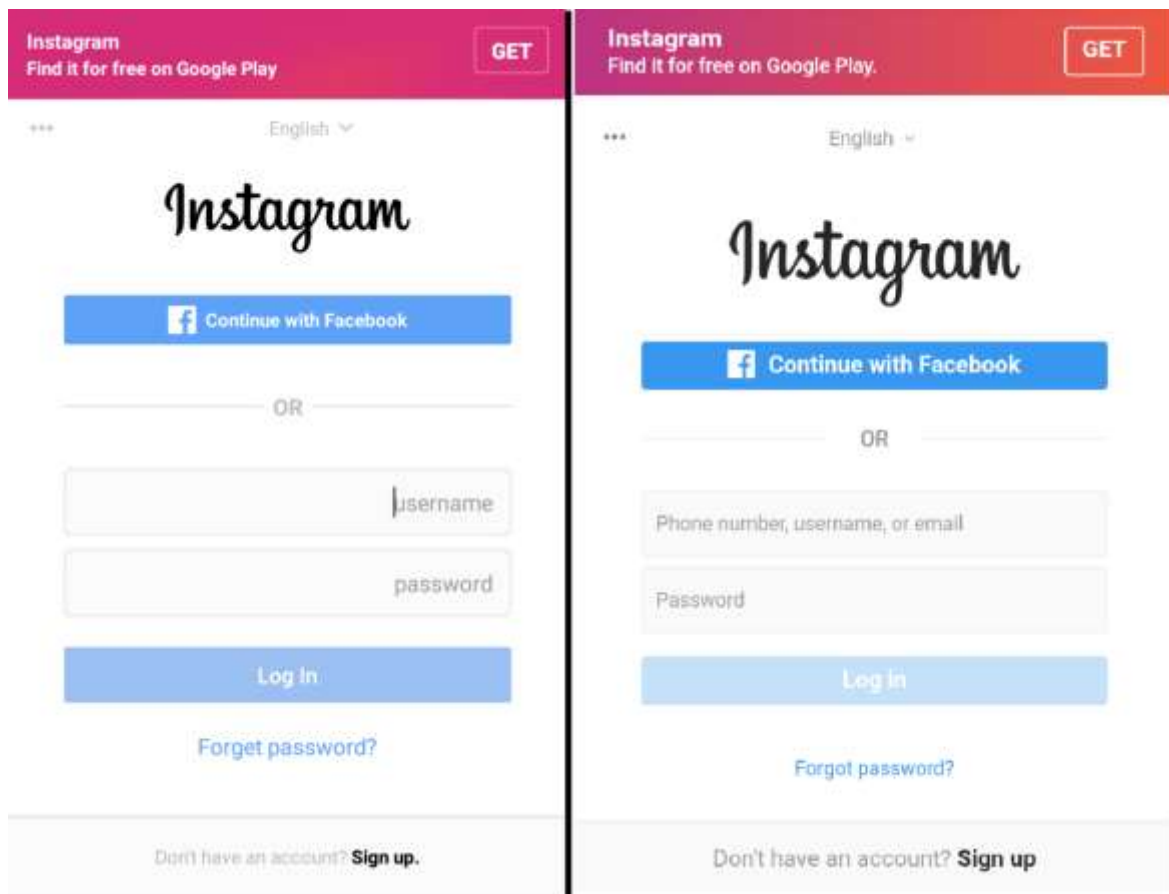 Instagram
Find it for free on Google Play
GET
English
Instagram
Continue with Facebook
OR
username
password
Log In
Forget password?
Don't have an account? Sign up.
Instagram
Find it for free on Google Play.
GET
English
Instagram
Continue with Facebook
OR
Phone number, username, or email
Password
Log in
Forgot password?
Don't have an account? Sign up